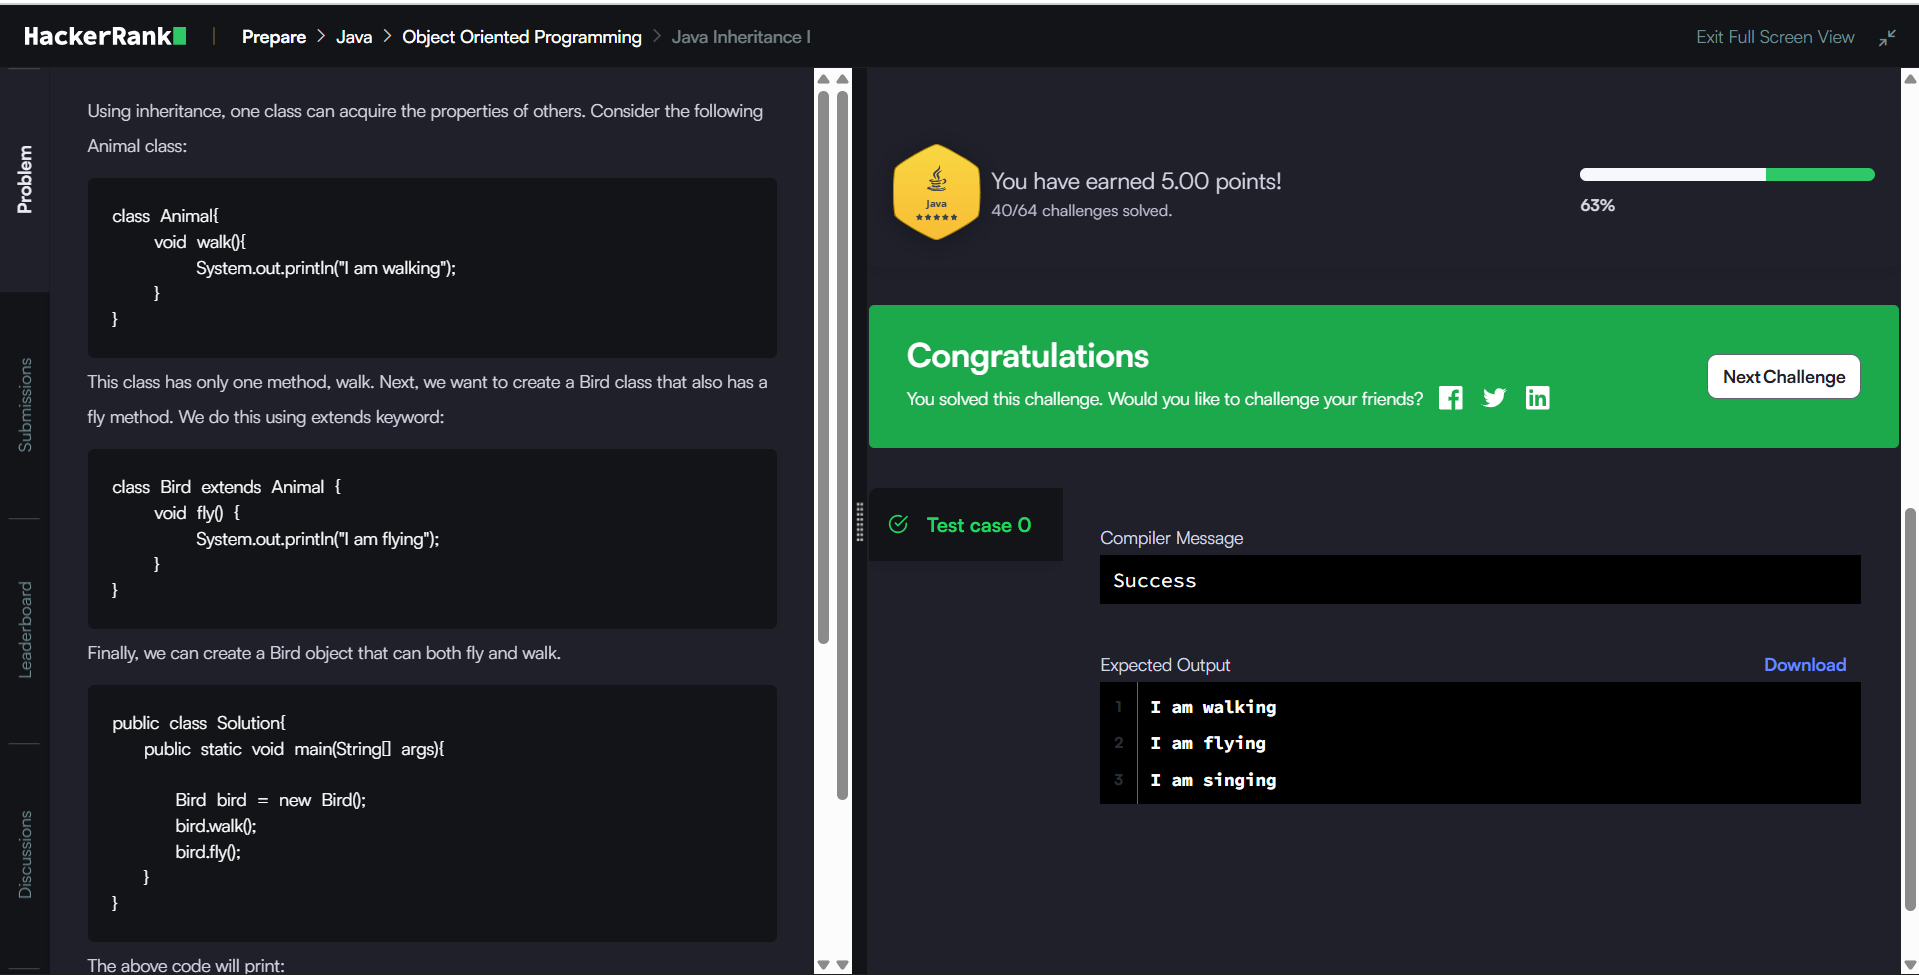 HackerRank
Prepare > Java > Object Oriented Programming > Java Inheritance I
Exit Full Screen View
Problem
Submissions
Leaderboard
Discussions
Using inheritance, one class can acquire the properties of others. Consider the following
Animal class:
class Animal{
void walk(){
System.out.println("I am walking");
}
}
This class has only one method, walk. Next, we want to create a Bird class that also has a
fly method. We do this using extends keyword:
class Bird extends Animal {
void fly() {
System.out.println("I am flying");
}
}
Finally, we can create a Bird object that can both fly and walk.
public class Solution{
public static void main(String[] args){
Bird bird = new Bird();
bird.walk();
bird.fly();
}
}
The above code will print:
Java
You have earned 5.00 points!
40/64 challenges solved.
63%
Congratulations
You solved this challenge. Would you like to challenge your friends?
Next Challenge
Test case 0
Compiler Message
Success
Expected Output
Download
1 I am walking
2 I am flying
3 I am singing